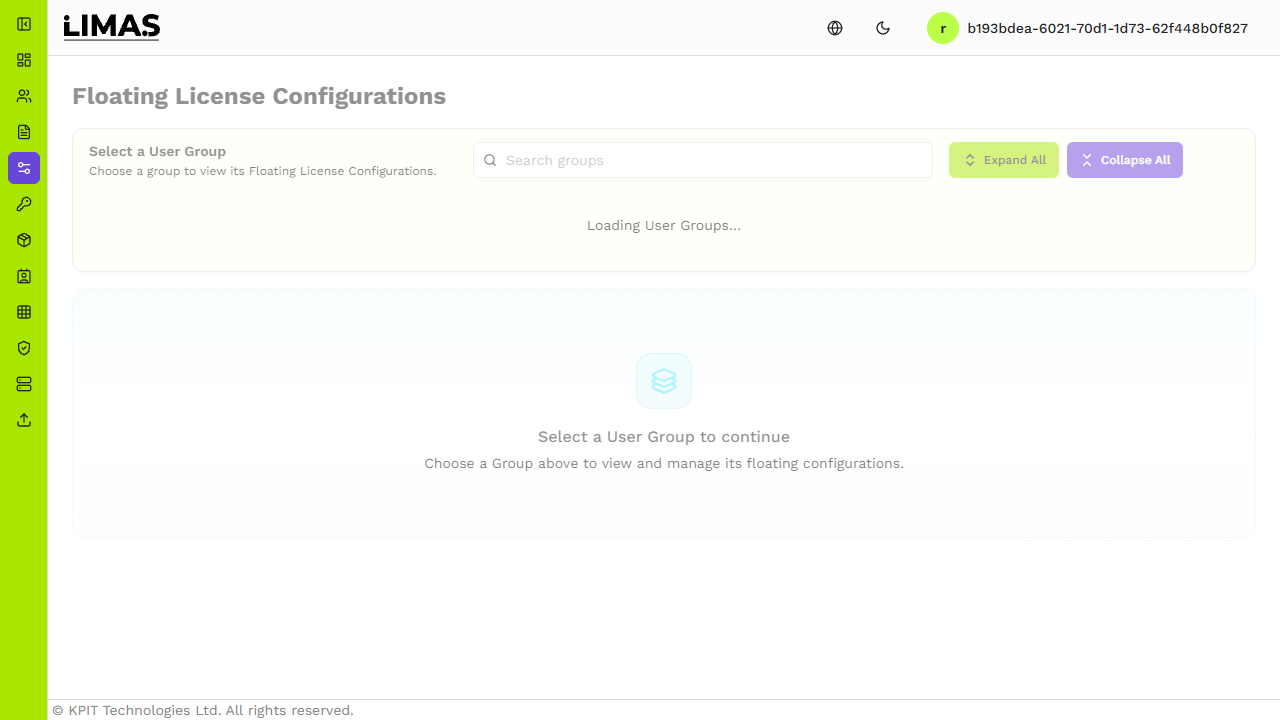 LIMAS
r
b193bdea-6021-70d1-1d73-62f448b0f827
Floating License Configurations
Select a User Group
Choose a group to view its Floating License Configurations.
Search groups
Expand All
Collapse All
Loading User Groups...
Select a User Group to continue
Choose a Group above to view and manage its floating configurations.
© KPIT Technologies Ltd. All rights reserved.